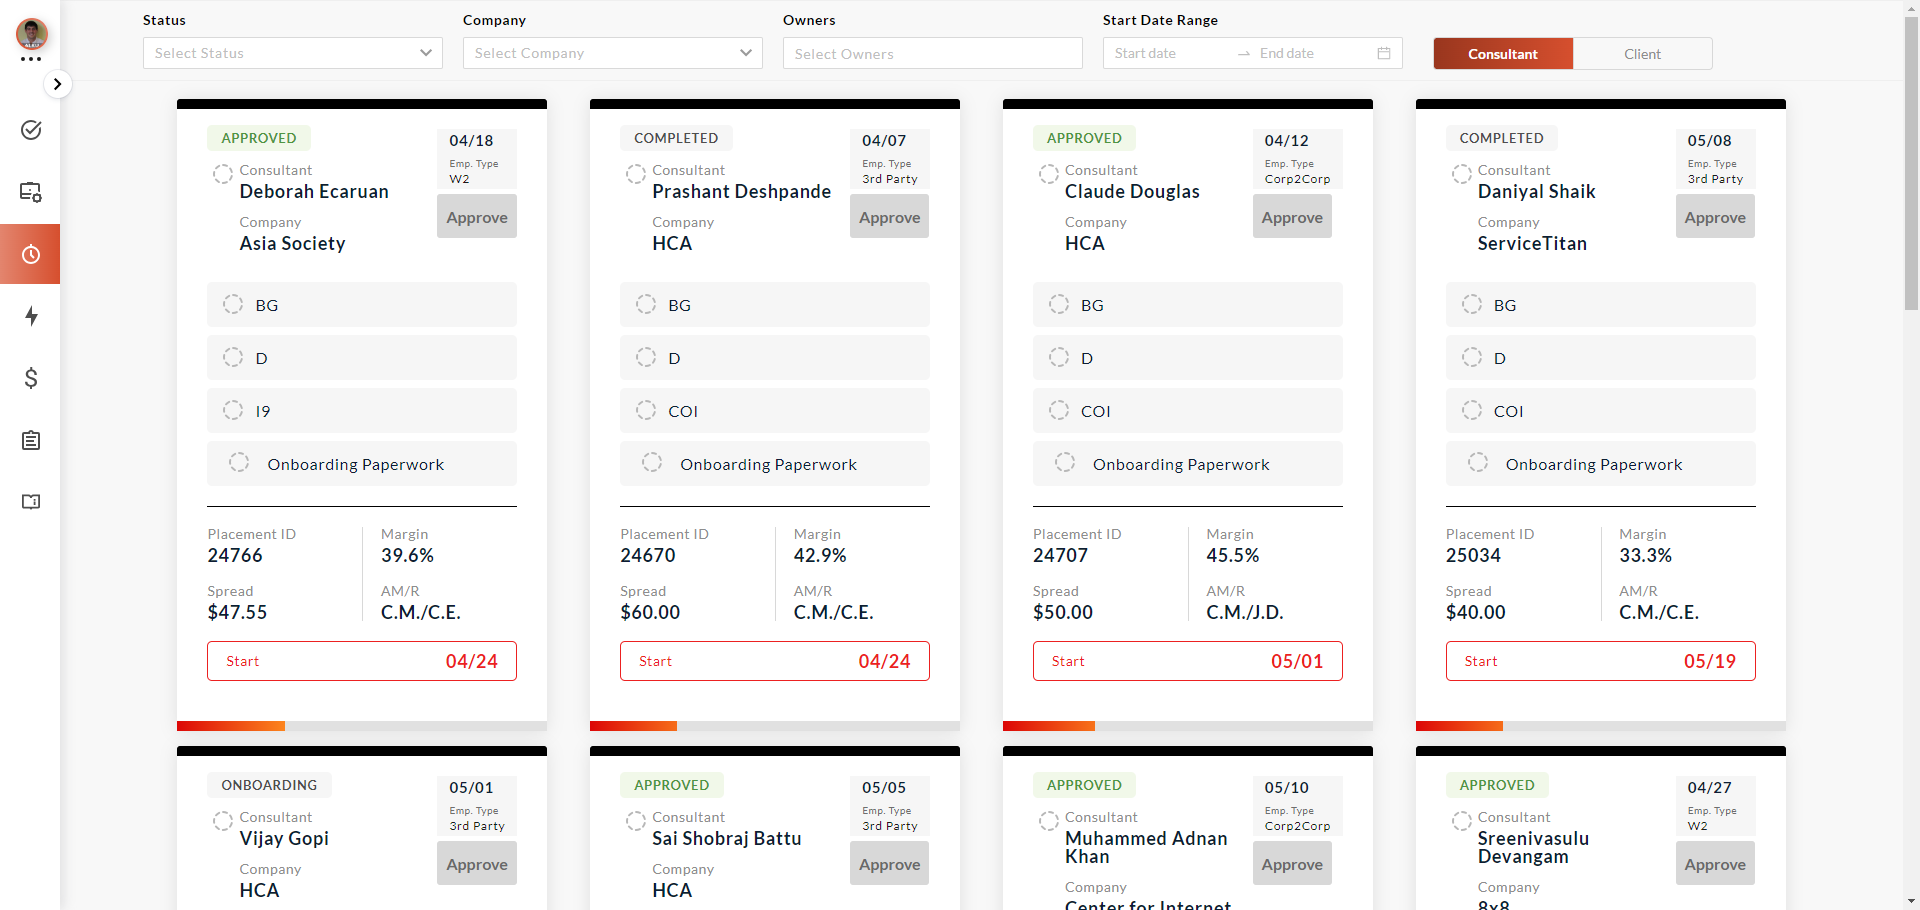 Status
Company
Owners
Start Date Range
Select Status
Select Company
Select Owners
Start date
End date
Consultant
Client
APPROVED
04/18
Emp. Type
W2
Consultant
Deborah Ecaruan
Approve
Company
Asia Society
BG
D
I9
Onboarding Paperwork
Placement ID
24766
Margin
39.6%
Spread
$47.55
AM/R
C.M./C.E.
Start
04/24
COMPLETED
04/07
Emp. Type
3rd Party
Consultant
Prashant Deshpande
Approve
Company
HCA
BG
D
COI
Onboarding Paperwork
Placement ID
24670
Margin
42.9%
Spread
$60.00
AM/R
C.M./C.E.
Start
04/24
APPROVED
04/12
Emp. Type
Corp2Corp
Consultant
Claude Douglas
Approve
Company
HCA
BG
D
COI
Onboarding Paperwork
Placement ID
24707
Margin
45.5%
Spread
$50.00
AM/R
C.M./J.D.
Start
05/01
COMPLETED
05/08
Emp. Type
3rd Party
Consultant
Daniyal Shaik
Approve
Company
ServiceTitan
BG
D
COI
Onboarding Paperwork
Placement ID
25034
Margin
33.3%
Spread
$40.00
AM/R
C.M./C.E.
Start
05/19
ONBOARDING
05/01
Emp. Type
3rd Party
Consultant
Vijay Gopi
Approve
Company
HCA
APPROVED
05/05
Emp. Type
3rd Party
Consultant
Sai Shobraj Battu
Approve
Company
HCA
APPROVED
05/10
Emp. Type
Corp2Corp
Consultant
Muhammed Adnan
Khan
Approve
Company
Center for Internet
APPROVED
04/27
Emp. Type
W2
Consultant
Sreenivasulu
Devangam
Approve
Company
8x8